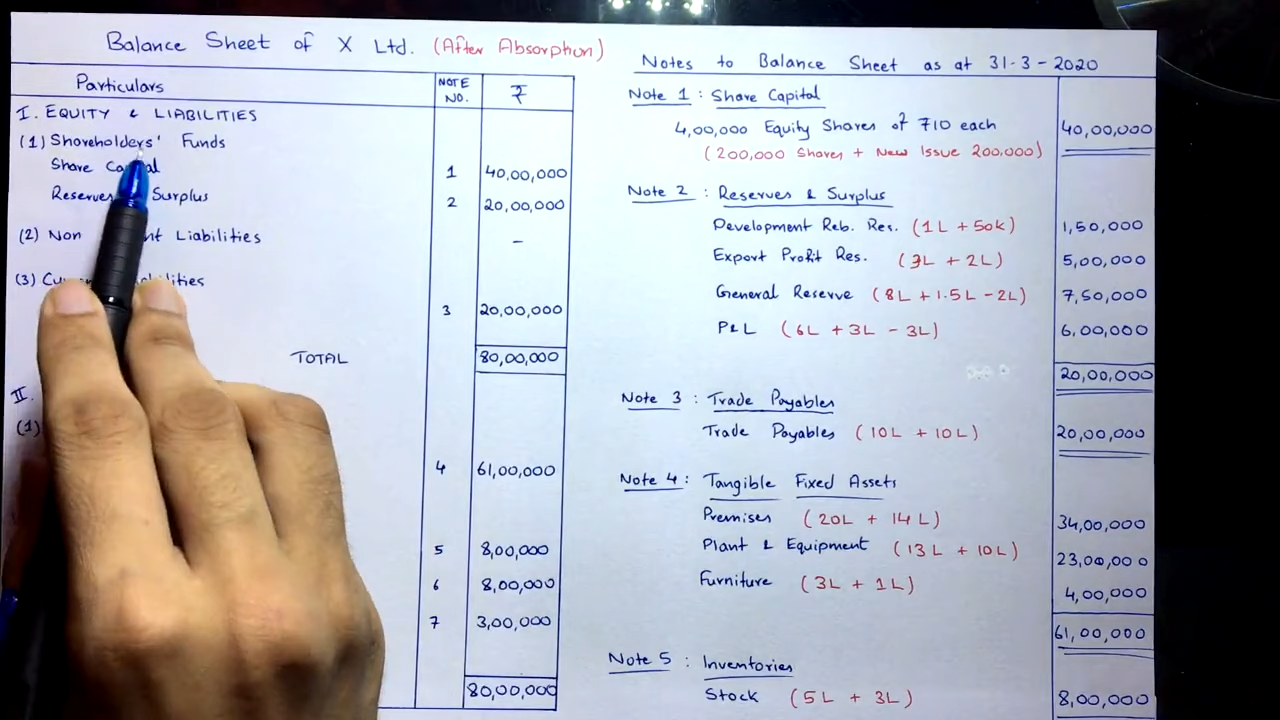 Balance Sheet of X Ltd. (After Absorption)
Particulars NOTE NO. ₹
I. EQUITY & LIABILITIES
(1) Shareholders' Funds
Share Capital 1 40,00,000
Reserves Surplus 2 20,00,000
(2) Non Liabilities –
(3)
3 20,00,000
TOTAL 80,00,000
II.
(1)
4 61,00,000
5 8,00,000
6 8,00,000
7 3,00,000
80,00,000
Notes to Balance Sheet as at 31-3-2020
Note 1 : Share Capital
4,00,000 Equity Shares of ₹10 each 40,00,000
(200,000 Shares + New Issue 200,000)
Note 2 : Reserves & Surplus
Development Reb. Res. (1L + 50K) 1,50,000
Export Profit Res. (3L + 2L) 5,00,000
General Reserve (8L + 1.5L - 2L) 7,50,000
P&L (6L + 3L - 3L) 6,00,000
20,00,000
Note 3 : Trade Payables
Trade Payables (10L + 10L) 20,00,000
Note 4 : Tangible Fixed Assets
Premises (20L + 14L) 34,00,000
Plant & Equipment (13L + 10L) 23,00,000
Furniture (3L + 1L) 4,00,000
61,00,000
Note 5 : Inventories
Stock (5L + 3L) 8,00,000